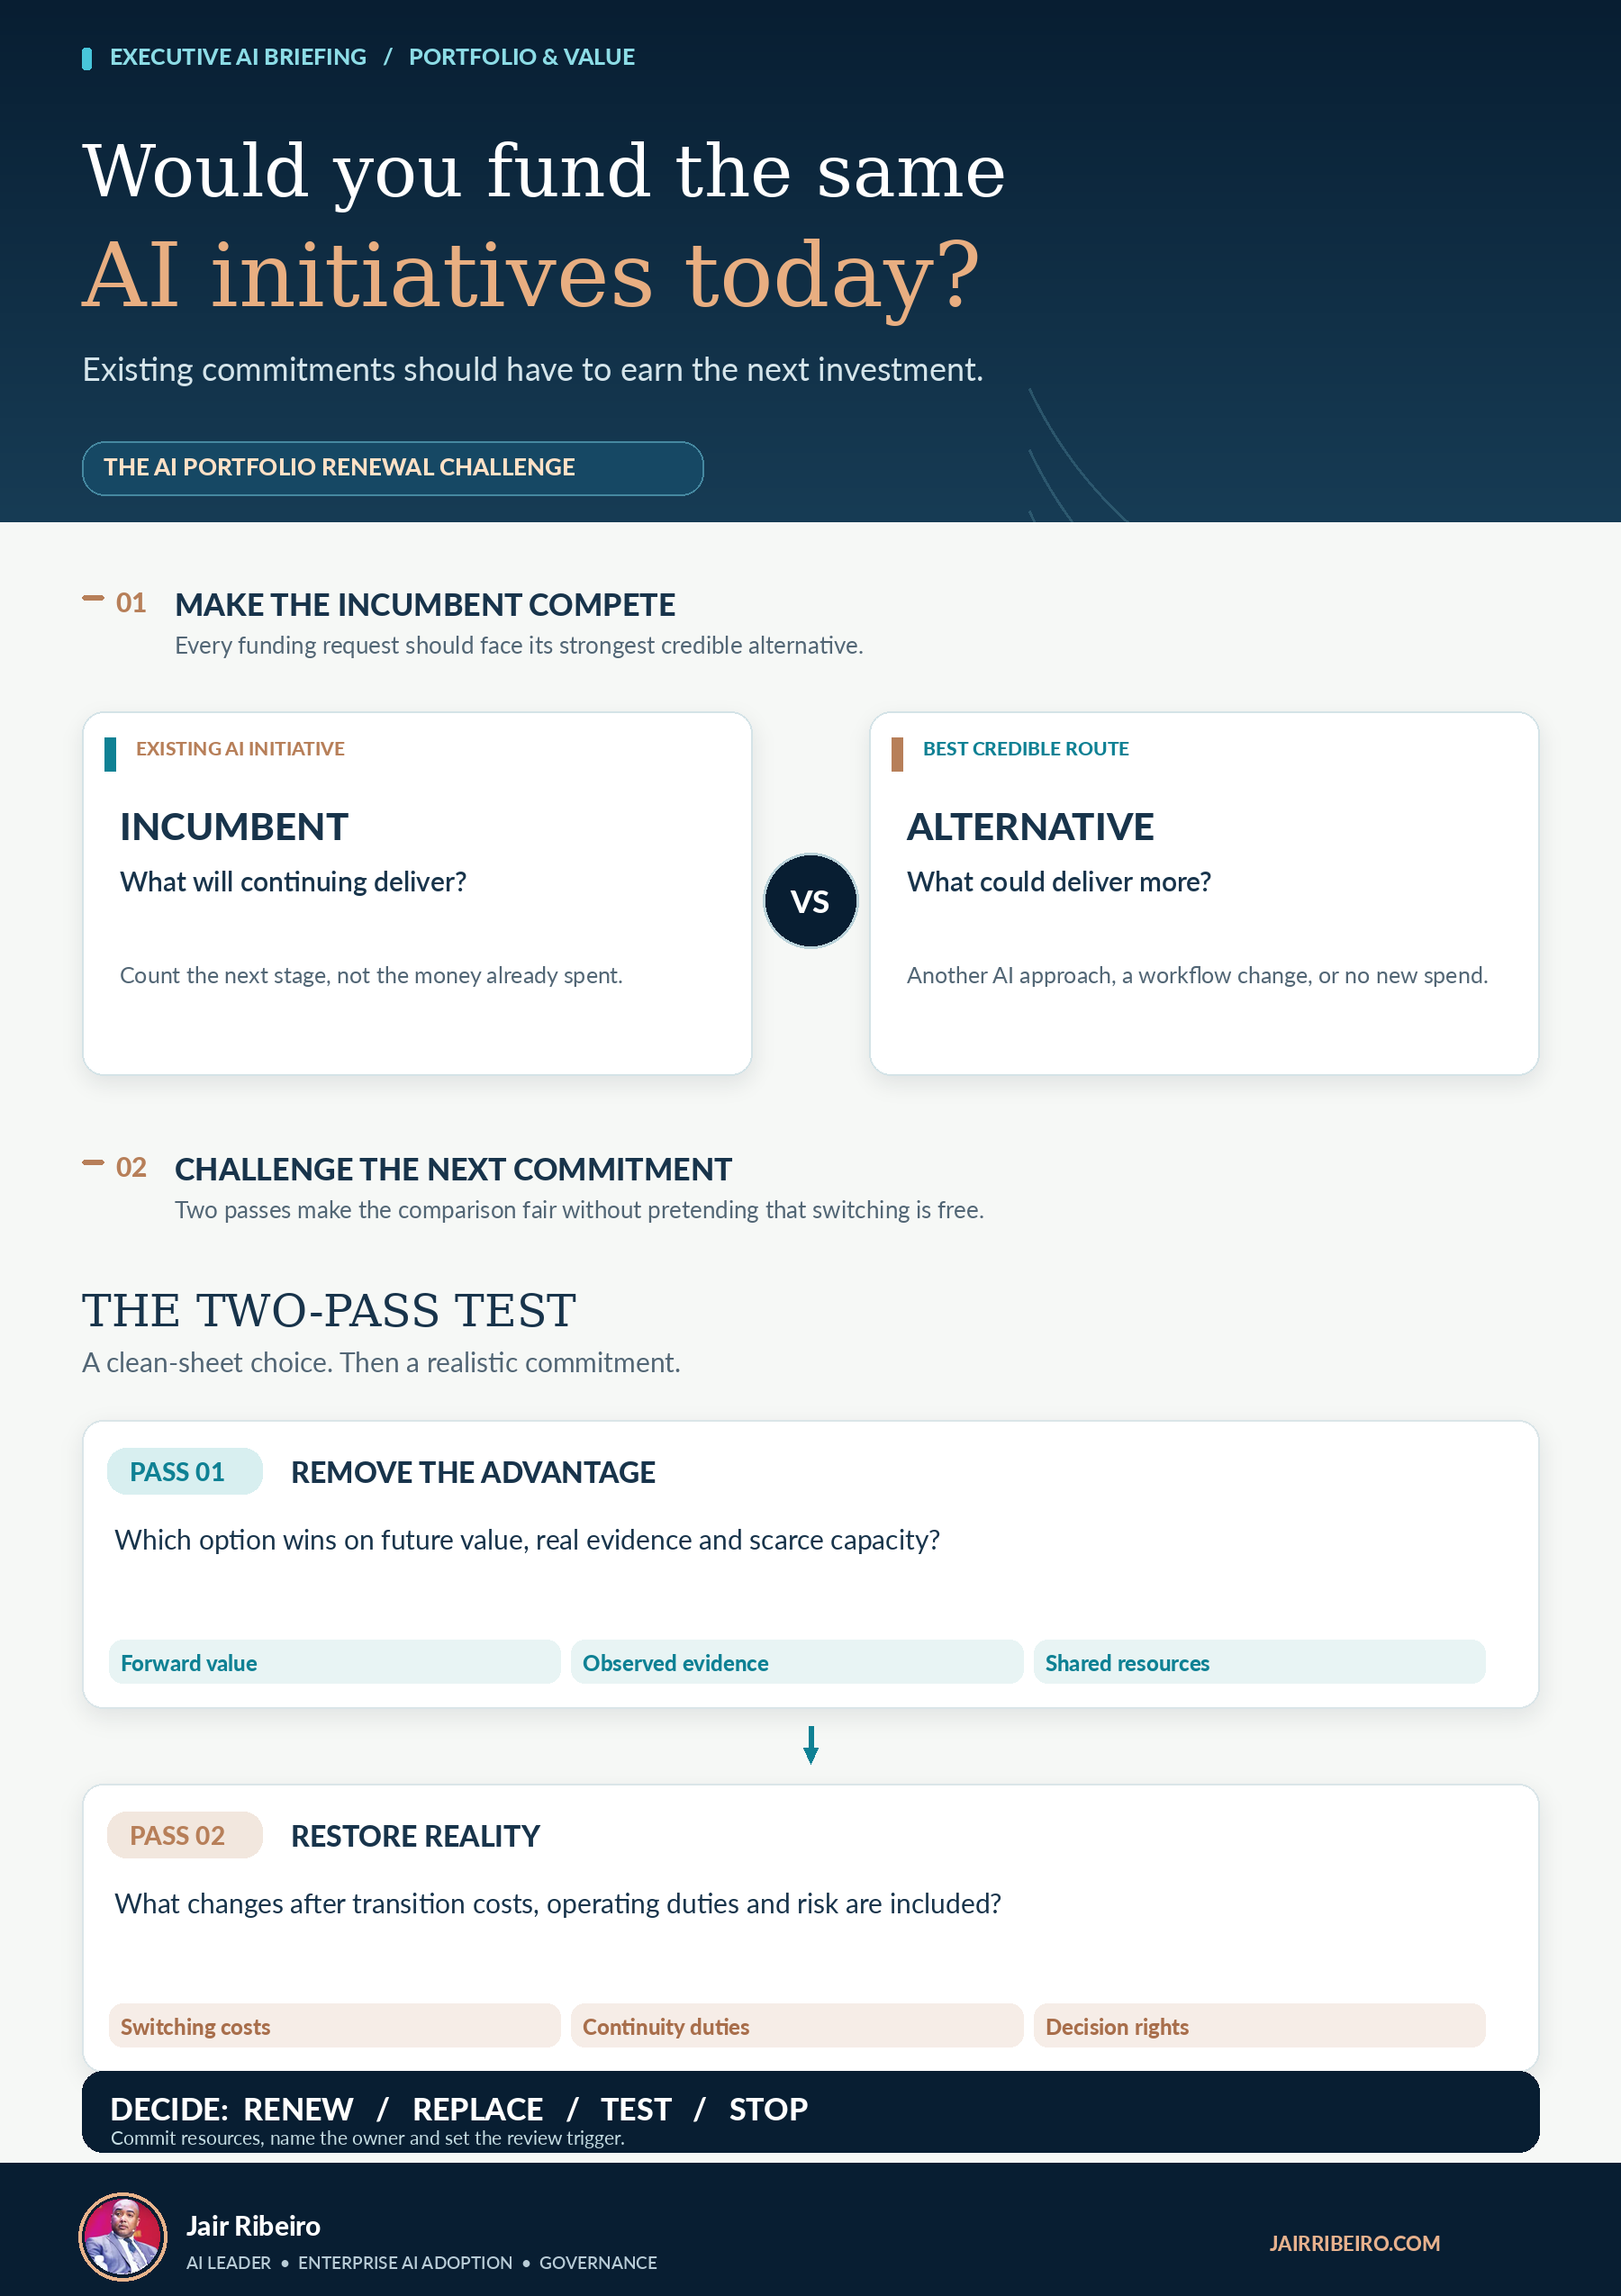 EXECUTIVE AI BRIEFING / PORTFOLIO & VALUE
Would you fund the same
AI initiatives today?
Existing commitments should have to earn the next investment.
THE AI PORTFOLIO RENEWAL CHALLENGE
01 MAKE THE INCUMBENT COMPETE
Every funding request should face its strongest credible alternative.
EXISTING AI INITIATIVE
INCUMBENT
What will continuing deliver?
Count the next stage, not the money already spent.
VS
BEST CREDIBLE ROUTE
ALTERNATIVE
What could deliver more?
Another AI approach, a workflow change, or no new spend.
02 CHALLENGE THE NEXT COMMITMENT
Two passes make the comparison fair without pretending that switching is free.
THE TWO-PASS TEST
A clean-sheet choice. Then a realistic commitment.
PASS 01 REMOVE THE ADVANTAGE
Which option wins on future value, real evidence and scarce capacity?
Forward value Observed evidence Shared resources
PASS 02 RESTORE REALITY
What changes after transition costs, operating duties and risk are included?
Switching costs Continuity duties Decision rights
DECIDE: RENEW / REPLACE / TEST / STOP
Commit resources, name the owner and set the review trigger.
Jair Ribeiro
AI LEADER • ENTERPRISE AI ADOPTION • GOVERNANCE
JAIRRIBEIRO.COM